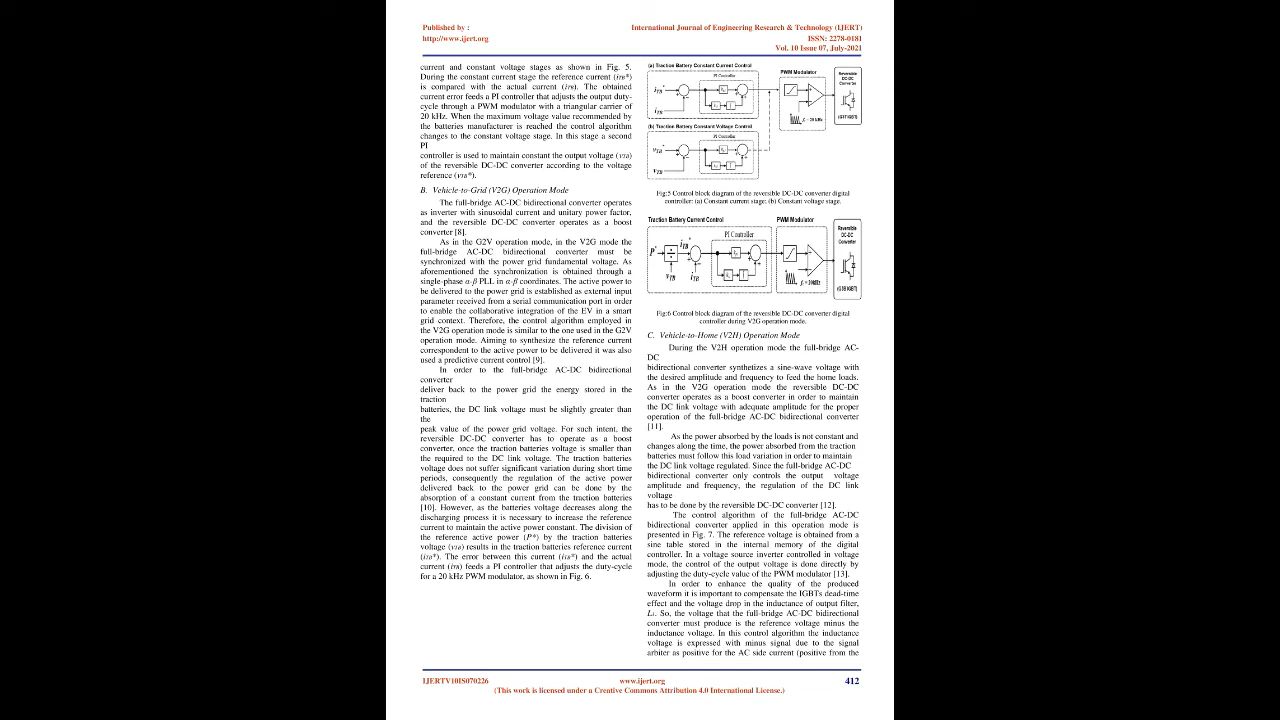 Published by :
http://www.ijert.org
International Journal of Engineering Research & Technology (IJERT)
ISSN: 2278-0181
Vol. 10 Issue 07, July-2021
current and constant voltage stages as shown in Fig. 5.
During the constant current stage the reference current (iTB*)
is compared with the actual current (iTB). The obtained
current error feeds a PI controller that adjusts the output duty-
cycle through a PWM modulator with a triangular carrier of
20 kHz. When the maximum voltage value recommended by
the batteries manufacturer is reached the control algorithm
changes to the constant voltage stage. In this stage a second
PI
controller is used to maintain constant the output voltage (vTB)
of the reversible DC-DC converter according to the voltage
reference (vTB*).
B. Vehicle-to-Grid (V2G) Operation Mode
The full-bridge AC-DC bidirectional converter operates
as inverter with sinusoidal current and unitary power factor,
and the reversible DC-DC converter operates as a boost
converter [8].
As in the G2V operation mode, in the V2G mode the
full-bridge AC-DC bidirectional converter must be
synchronized with the power grid fundamental voltage. As
aforementioned the synchronization is obtained through a
single-phase α-β PLL in α-β coordinates. The active power to
be delivered to the power grid is established as external input
parameter received from a serial communication port in order
to enable the collaborative integration of the EV in a smart
grid context. Therefore, the control algorithm employed in
the V2G operation mode is similar to the one used in the G2V
operation mode. Aiming to synthesize the reference current
correspondent to the active power to be delivered it was also
used a predictive current control [9].
In order to the full-bridge AC-DC bidirectional
converter
deliver back to the power grid the energy stored in the
traction
batteries, the DC link voltage must be slightly greater than
the
peak value of the power grid voltage. For such intent, the
reversible DC-DC converter has to operate as a boost
converter, once the traction batteries voltage is smaller than
the required to the DC link voltage. The traction batteries
voltage does not suffer significant variation during short time
periods, consequently the regulation of the active power
delivered back to the power grid can be done by the
absorption of a constant current from the traction batteries
[10]. However, as the batteries voltage decreases along the
discharging process it is necessary to increase the reference
current to maintain the active power constant. The division of
the reference active power (P*) by the traction batteries
voltage (vTB) results in the traction batteries reference current
(iTB*). The error between this current (iTB*) and the actual
current (iTB) feeds a PI controller that adjusts the duty-cycle
for a 20 kHz PWM modulator, as shown in Fig. 6.
(a) Traction Battery Constant Current Control
PI Controller
PWM Modulator
Reversible
DC-DC
Converter
iTB*
iTB
fs = 20 kHz
(GBT IGBT)
(b) Traction Battery Constant Voltage Control
PI Controller
vTB*
vTB
Fig:5 Control block diagram of the reversible DC-DC converter digital
controller: (a) Constant current stage; (b) Constant voltage stage.
Traction Battery Current Control
PWM Modulator
Reversible
DC-DC
Converter
PI Controller
P*
iTB*
vTB
iTB
fs = 20kHz
Fig:6 Control block diagram of the reversible DC-DC converter digital
controller during V2G operation mode.
C. Vehicle-to-Home (V2H) Operation Mode
During the V2H operation mode the full-bridge AC-
DC
bidirectional converter synthetizes a sine-wave voltage with
the desired amplitude and frequency to feed the home loads.
As in the V2G operation mode the reversible DC-DC
converter operates as a boost converter in order to maintain
the DC link voltage with adequate amplitude for the proper
operation of the full-bridge AC-DC bidirectional converter
[11].
As the power absorbed by the loads is not constant and
changes along the time, the power absorbed from the traction
batteries must follow this load variation in order to maintain
the DC link voltage regulated. Since the full-bridge AC-DC
bidirectional converter only controls the output voltage
amplitude and frequency, the regulation of the DC link
voltage
has to be done by the reversible DC-DC converter [12].
The control algorithm of the full-bridge AC-DC
bidirectional converter applied in this operation mode is
presented in Fig. 7. The reference voltage is obtained from a
sine table stored in the internal memory of the digital
controller. In a voltage source inverter controlled in voltage
mode, the control of the output voltage is done directly by
adjusting the duty-cycle value of the PWM modulator [13].
In order to enhance the quality of the produced
waveform it is important to compensate the IGBTs dead-time
effect and the voltage drop in the inductance of output filter,
L1. So, the voltage that the full-bridge AC-DC bidirectional
converter must produce is the reference voltage minus the
inductance voltage. In this control algorithm the inductance
voltage is expressed with minus signal due to the signal
arbiter as positive for the AC side current (positive from the
IJERTV10IS070226
www.ijert.org
412
(This work is licensed under a Creative Commons Attribution 4.0 International License.)